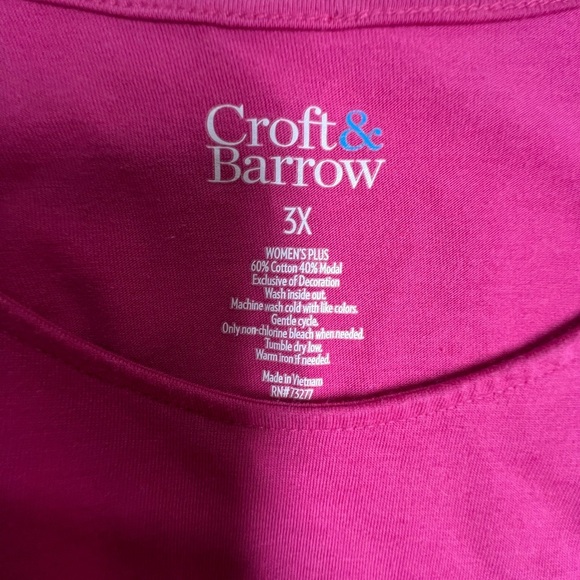 Croft&
Barrow
3X
WOMEN'S PLUS
60% Cotton 40% Modal
Exclusive of Decoration
Wash inside out.
Machine wash cold with like colors.
Gentle cycle.
Only non-chlorine bleach when needed.
Tumble dry low.
Warm iron if needed.
Made in Vietnam
RN#73277